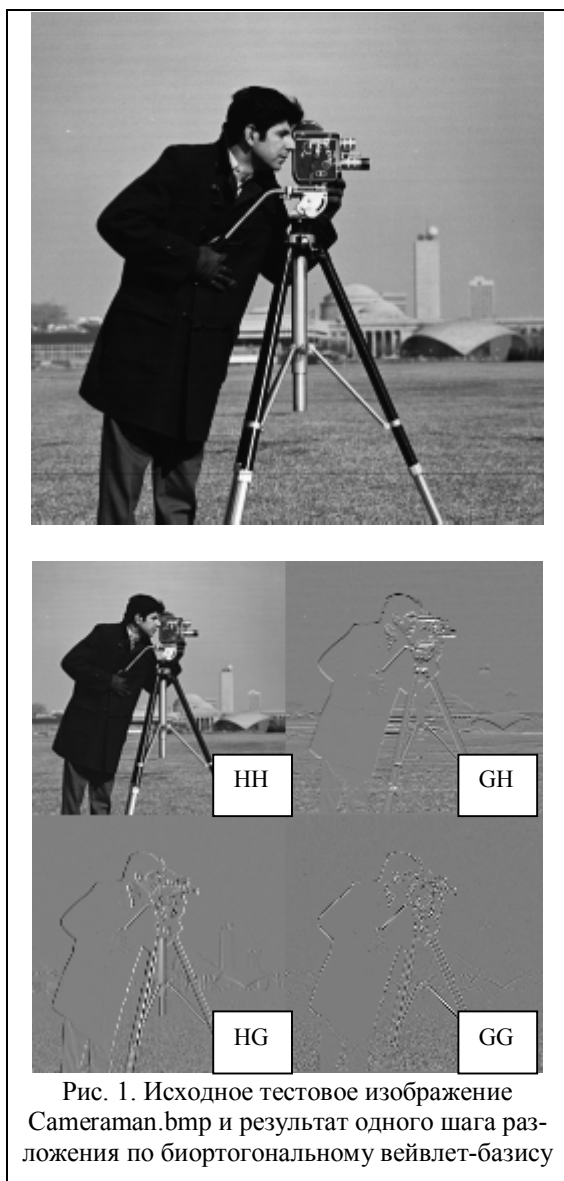 HH
GH
HG
GG
Рис. 1. Исходное тестовое изображение
Cameraman.bmp и результат одного шага раз-
ложения по биортогональному вейвлет-базису